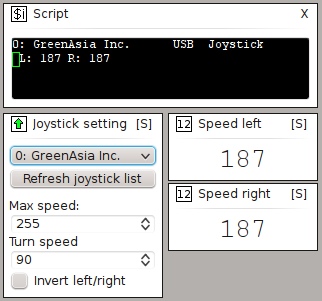 $i Script X
0: GreenAsia Inc. USB Joystick
L: 187 R: 187
Joystick setting [S]
0: GreenAsia Inc.
Refresh joystick list
Max speed:
255
Turn speed
90
Invert left/right
12 Speed left [S]
187
12 Speed right [S]
187